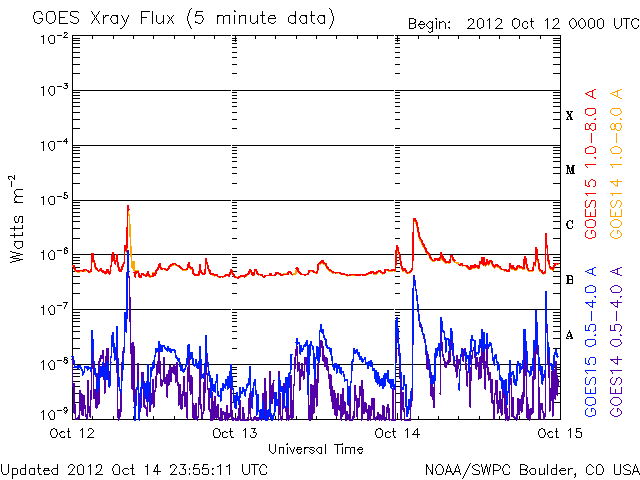 GOES Xray Flux (5 minute data)
Begin: 2012 Oct 12 0000 UTC
10-2
10-3
10-4
10-5
10-6
10-7
10-8
10-9
Watts m-2
X
M
C
B
A
GOES15 1.0-8.0 A
GOES14 1.0-8.0 A
GOES15 0.5-4.0 A
GOES14 0.5-4.0 A
Oct 12 Oct 13 Oct 14 Oct 15
Universal Time
Updated 2012 Oct 14 23:55:11 UTC
NOAA/SWPC Boulder, CO USA